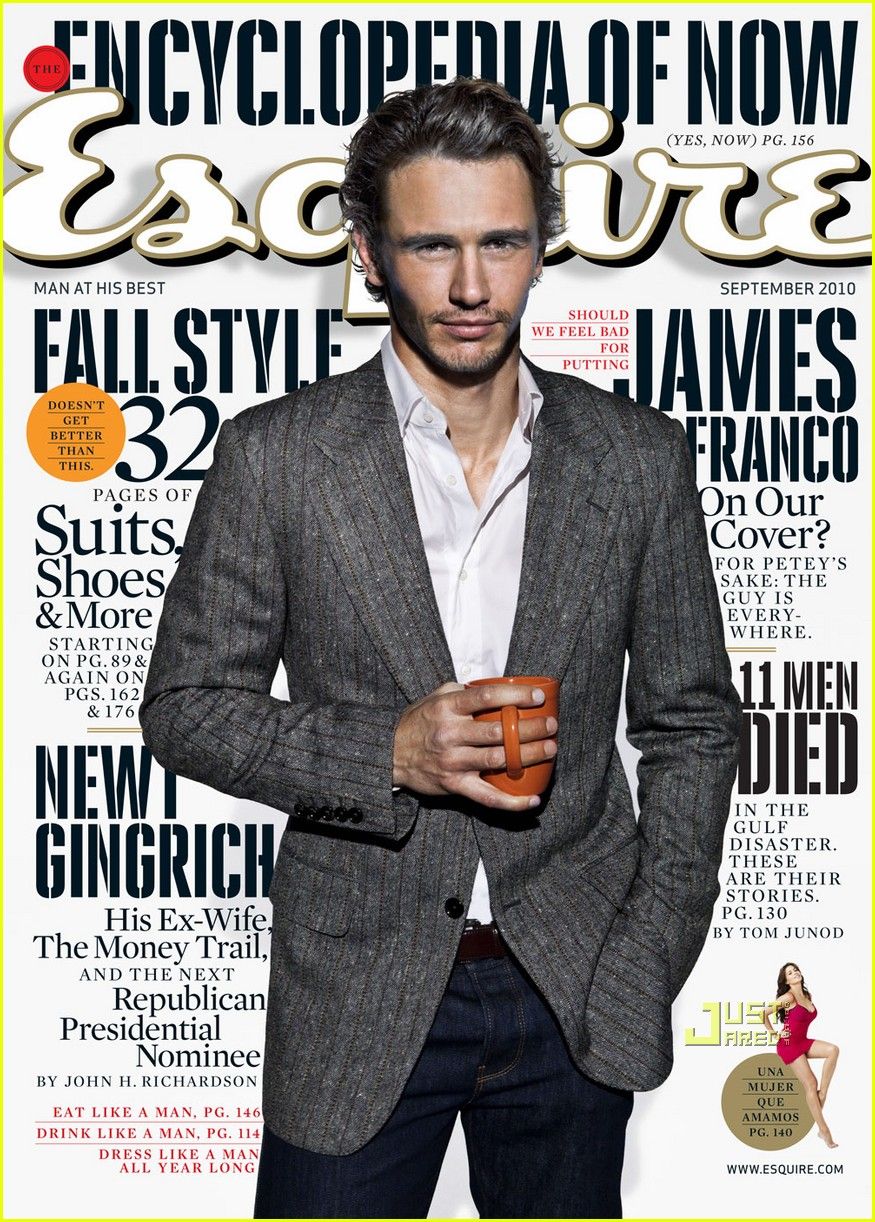 THE
ENCYCLOPEDIA OF NOW
(YES, NOW) PG. 156
Esquire
MAN AT HIS BEST
SEPTEMBER 2010
FALL STYLE
DOESN'T
GET
BETTER
THAN
THIS.
32
PAGES OF
Suits,
Shoes,
& More
STARTING
ON PG. 89 &
AGAIN ON
PGS. 162
& 176
NEWT
GINGRICH
His Ex-Wife,
The Money Trail,
AND THE NEXT
Republican
Presidential
Nominee
BY JOHN H. RICHARDSON
EAT LIKE A MAN, PG. 146
DRINK LIKE A MAN, PG. 114
DRESS LIKE A MAN
ALL YEAR LONG
SHOULD
WE FEEL BAD
FOR
PUTTING
JAMES
FRANCO
On Our
Cover?
FOR PETEY'S
SAKE: THE
GUY IS
EVERY-
WHERE.
11 MEN
DIED
IN THE
GULF
DISASTER.
THESE
ARE THEIR
STORIES.
PG. 130
BY TOM JUNOD
JUST
JARED
UNA
MUJER
QUE
AMAMOS
PG. 140
WWW.ESQUIRE.COM